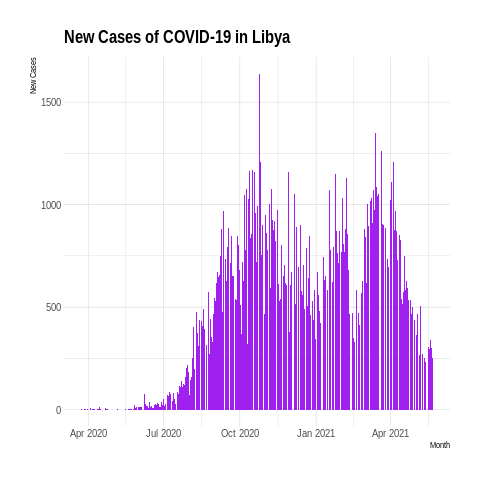 New Cases of COVID-19 in Libya
New Cases
1500
1000
500
0
Apr 2020 Jul 2020 Oct 2020 Jan 2021 Apr 2021
Month